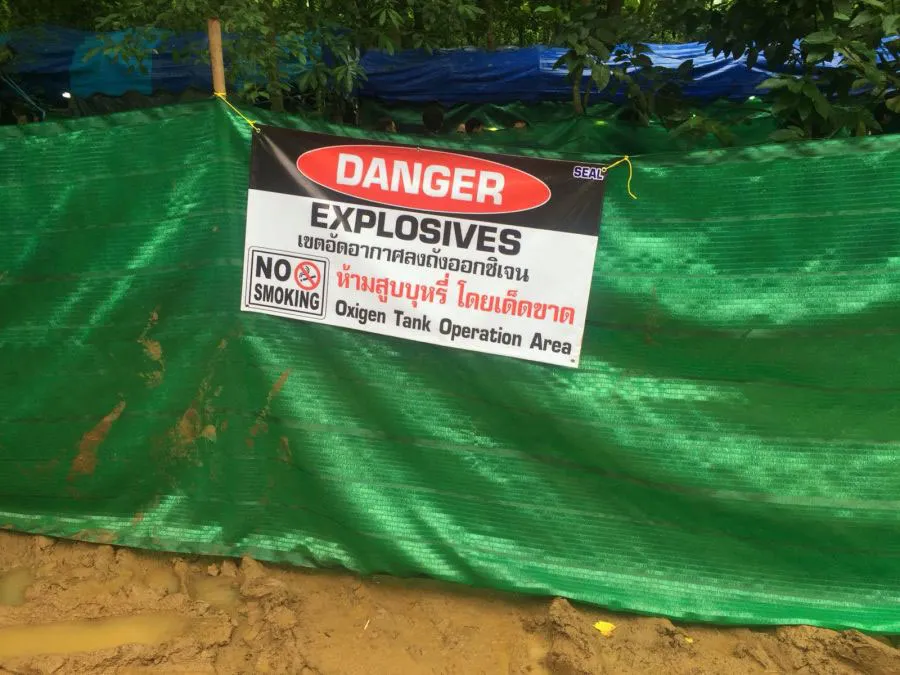 DANGER
SEAL
EXPLOSIVES
เขตอัดอากาศลงถังออกซิเจน
NO
SMOKING
ห้ามสูบบุหรี่ โดยเด็ดขาด
Oxigen Tank Operation Area